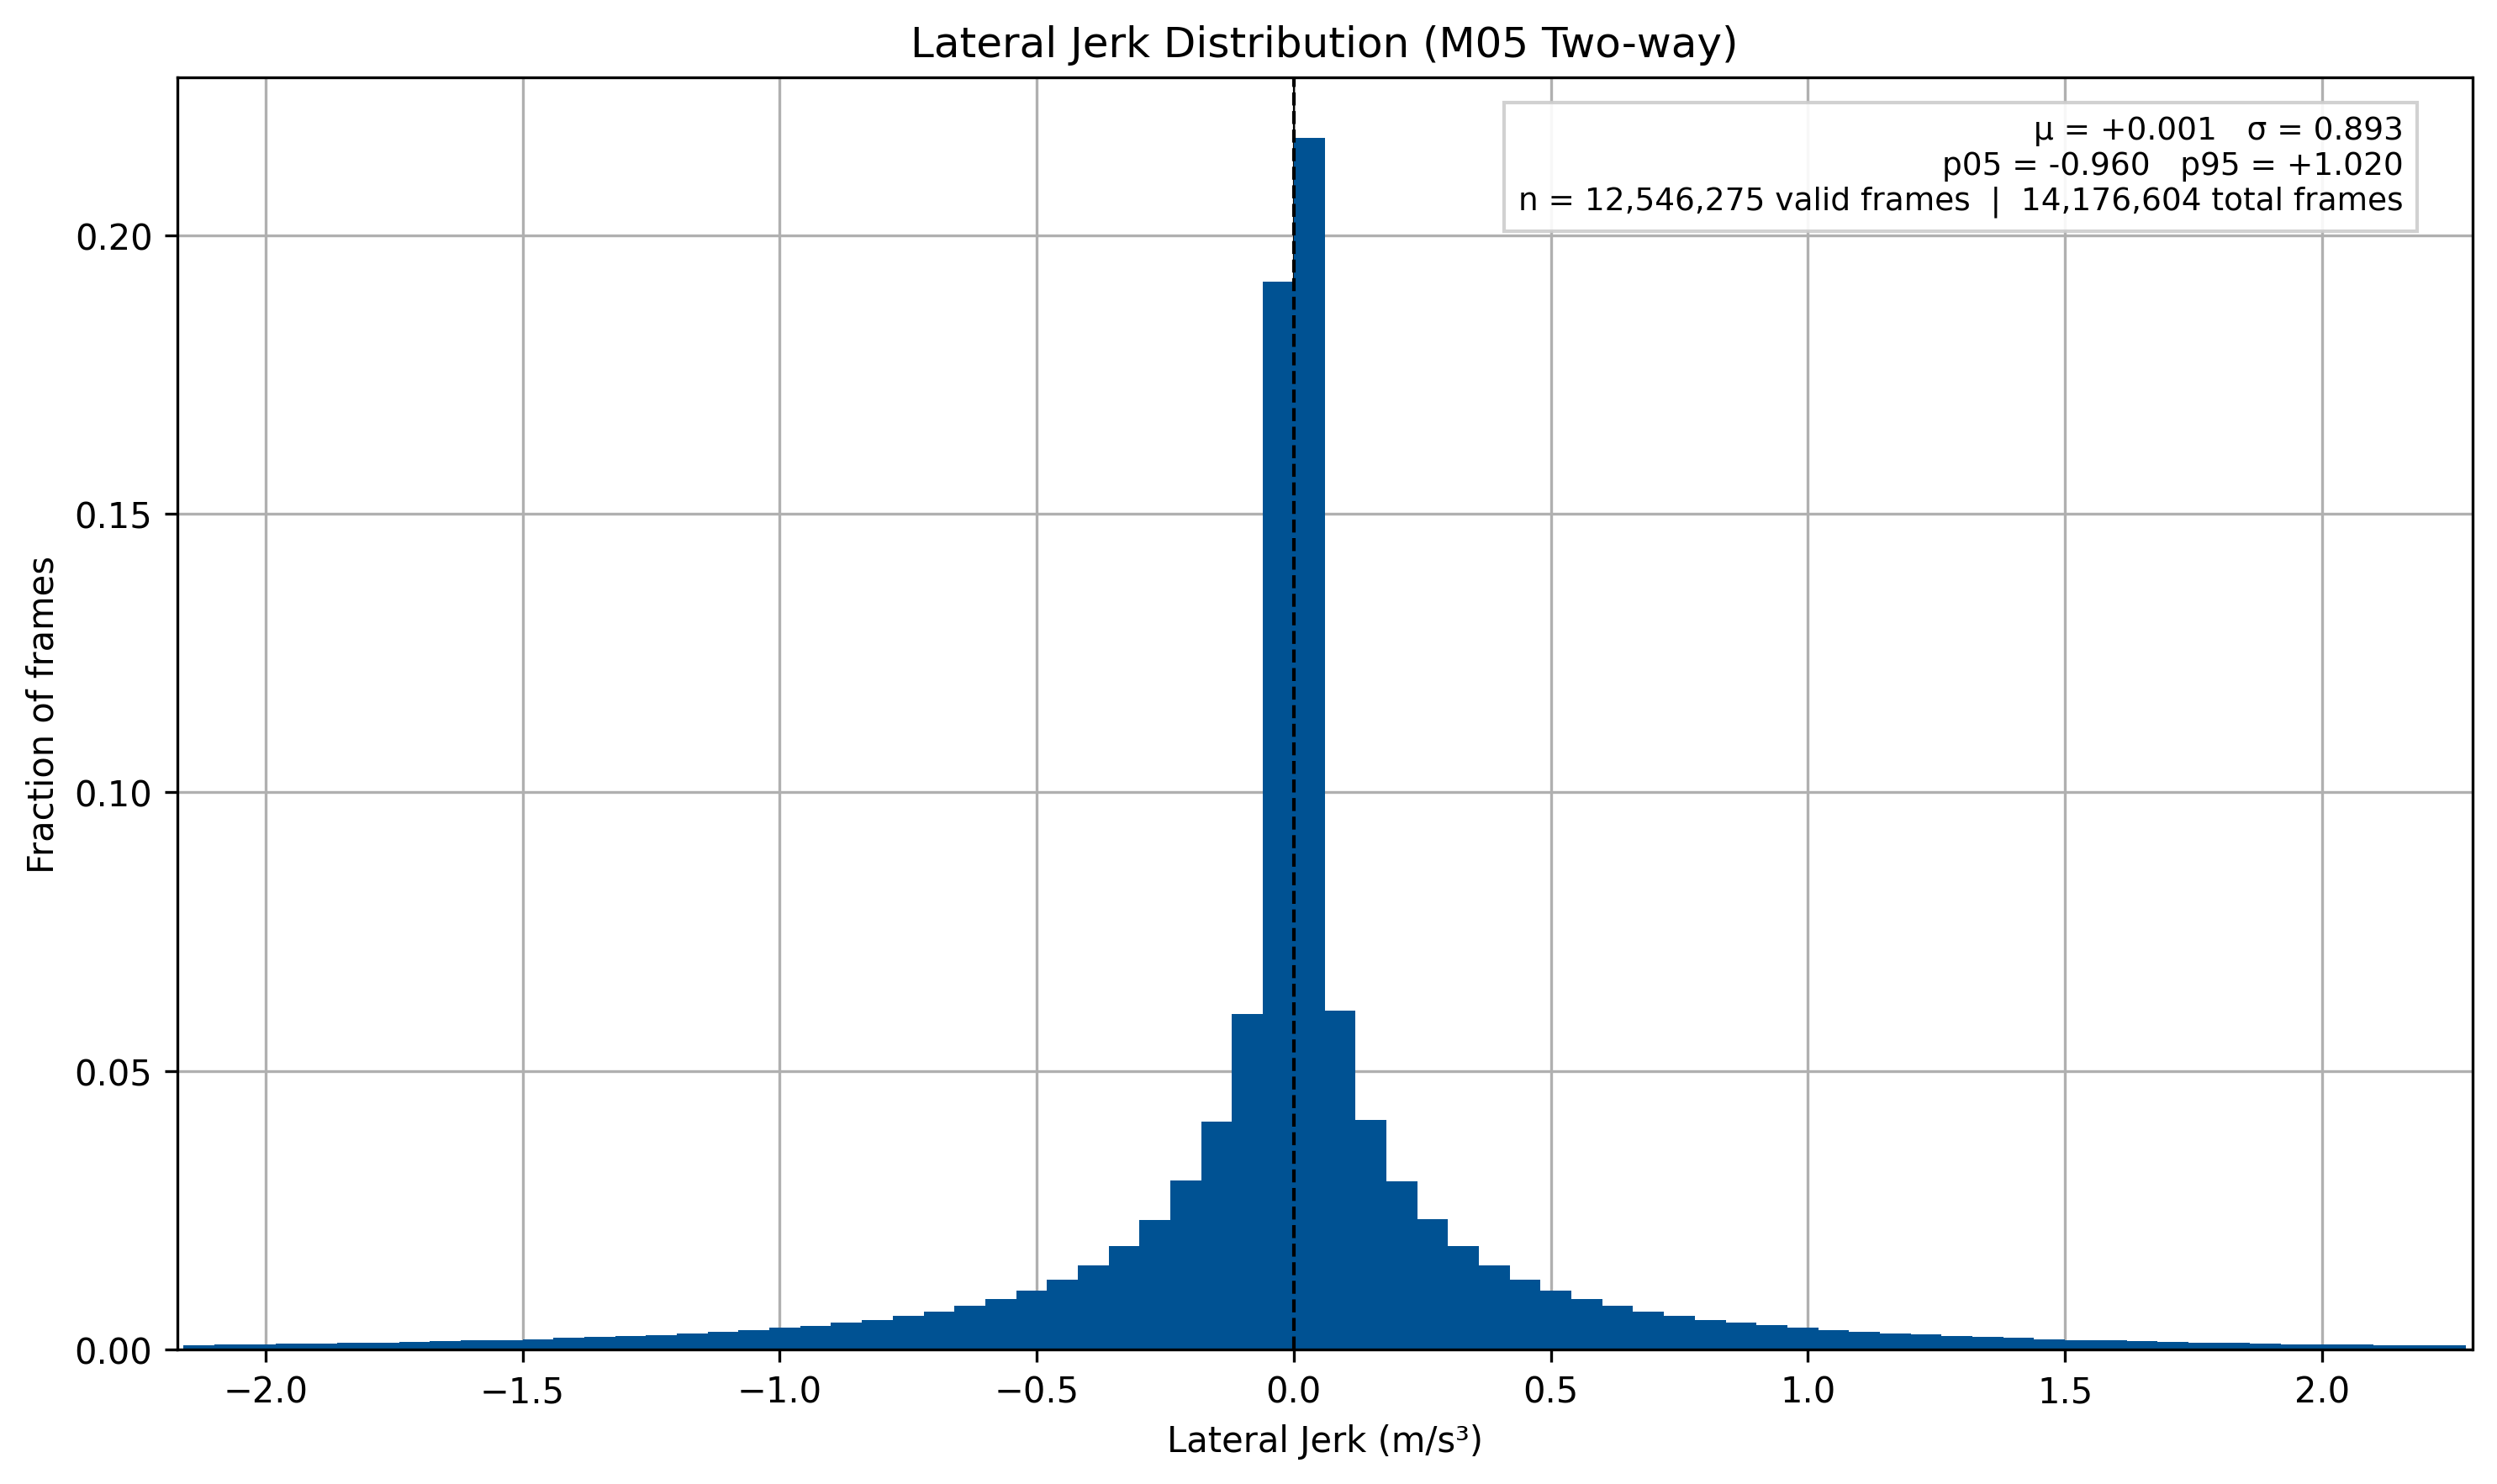 Lateral Jerk Distribution (M05 Two-way)
μ = +0.001   σ = 0.893
p05 = -0.960   p95 = +1.020
n = 12,546,275 valid frames  |  14,176,604 total frames
Fraction of frames
0.20
0.15
0.10
0.05
0.00
−2.0 −1.5 −1.0 −0.5 0.0 0.5 1.0 1.5 2.0
Lateral Jerk (m/s³)